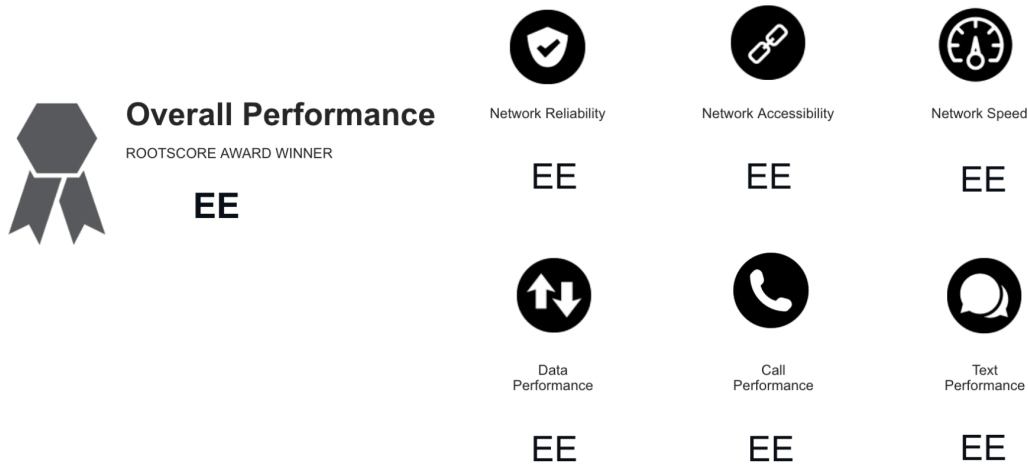 Overall Performance
ROOTSCORE AWARD WINNER
EE
Network Reliability
Network Accessibility
Network Speed
EE
EE
EE
Data
Performance
Call
Performance
Text
Performance
EE
EE
EE